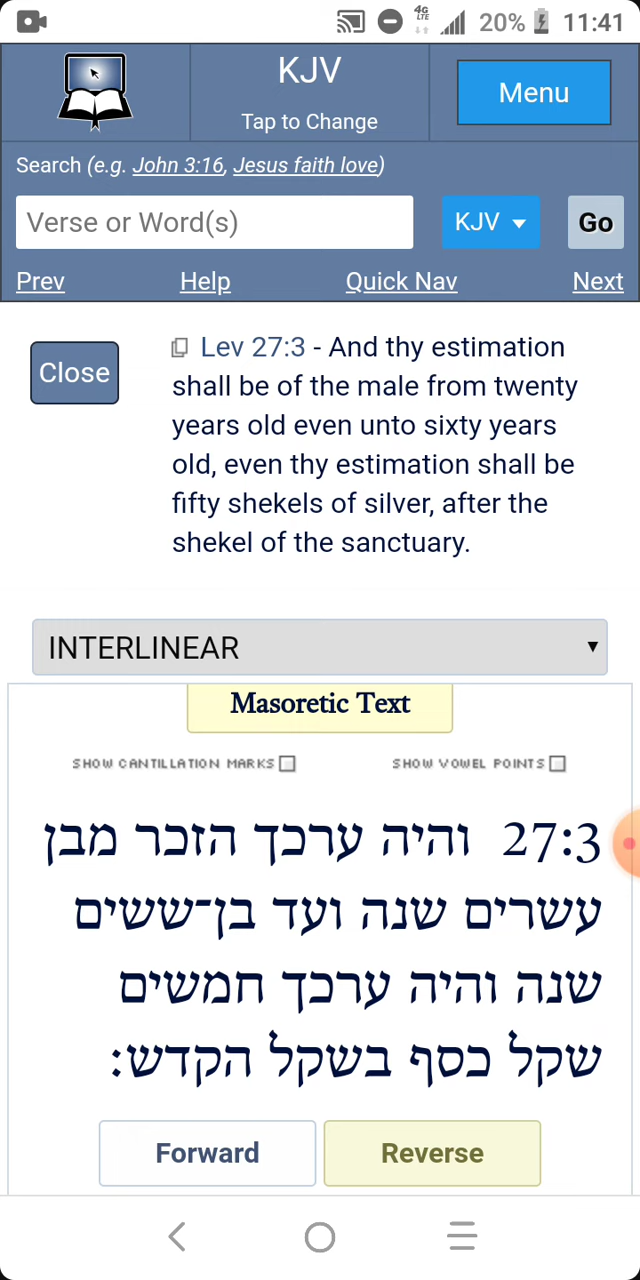 4G LTE 20% 11:41
KJV
Tap to Change
Menu
Search (e.g. John 3:16, Jesus faith love)
Verse or Word(s)
KJV
Go
Prev Help Quick Nav Next
Close
Lev 27:3 - And thy estimation
shall be of the male from twenty
years old even unto sixty years
old, even thy estimation shall be
fifty shekels of silver, after the
shekel of the sanctuary.
INTERLINEAR
Masoretic Text
SHOW CANTILLATION MARKS SHOW VOWEL POINTS
27:3 והיה ערכך הזכר מבן
עשרים שנה ועד בן־ששים
שנה והיה ערכך חמשים
שקל כסף בשקל הקדש׃
Forward Reverse